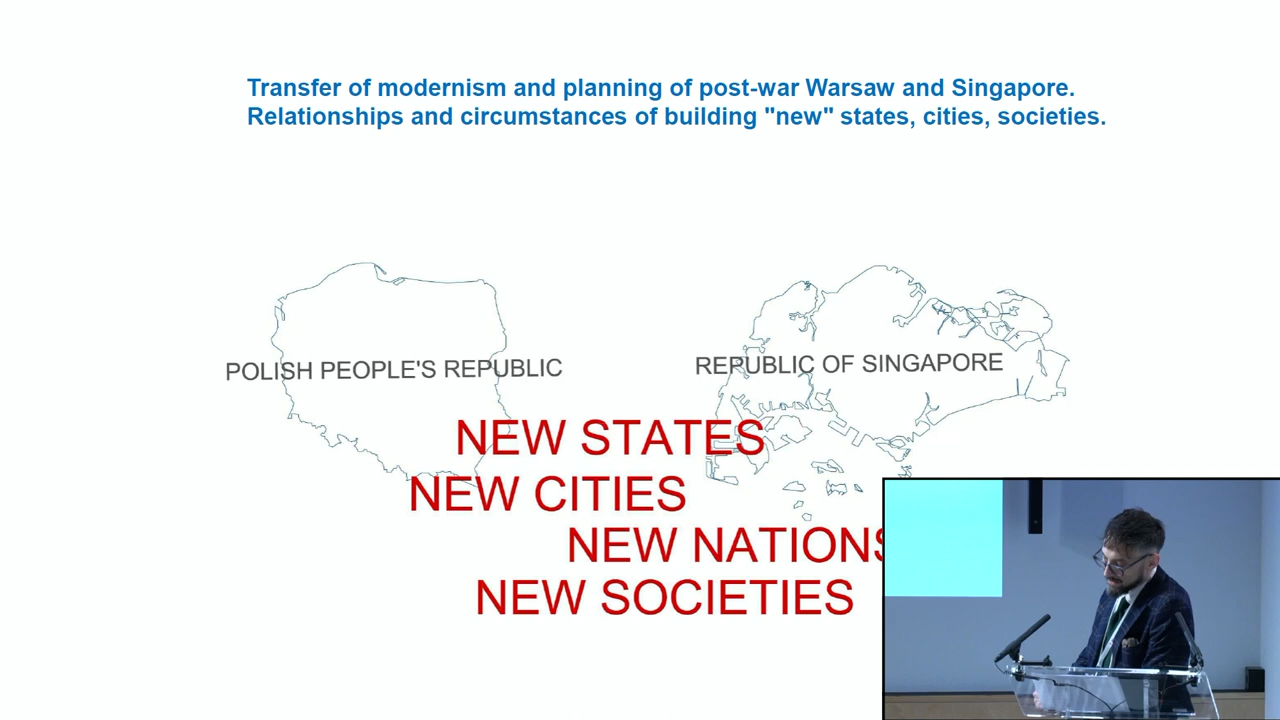 Transfer of modernism and planning of post-war Warsaw and Singapore.
Relationships and circumstances of building "new" states, cities, societies.
POLISH PEOPLE'S REPUBLIC
REPUBLIC OF SINGAPORE
NEW STATES
NEW CITIES
NEW NATIONS
NEW SOCIETIES